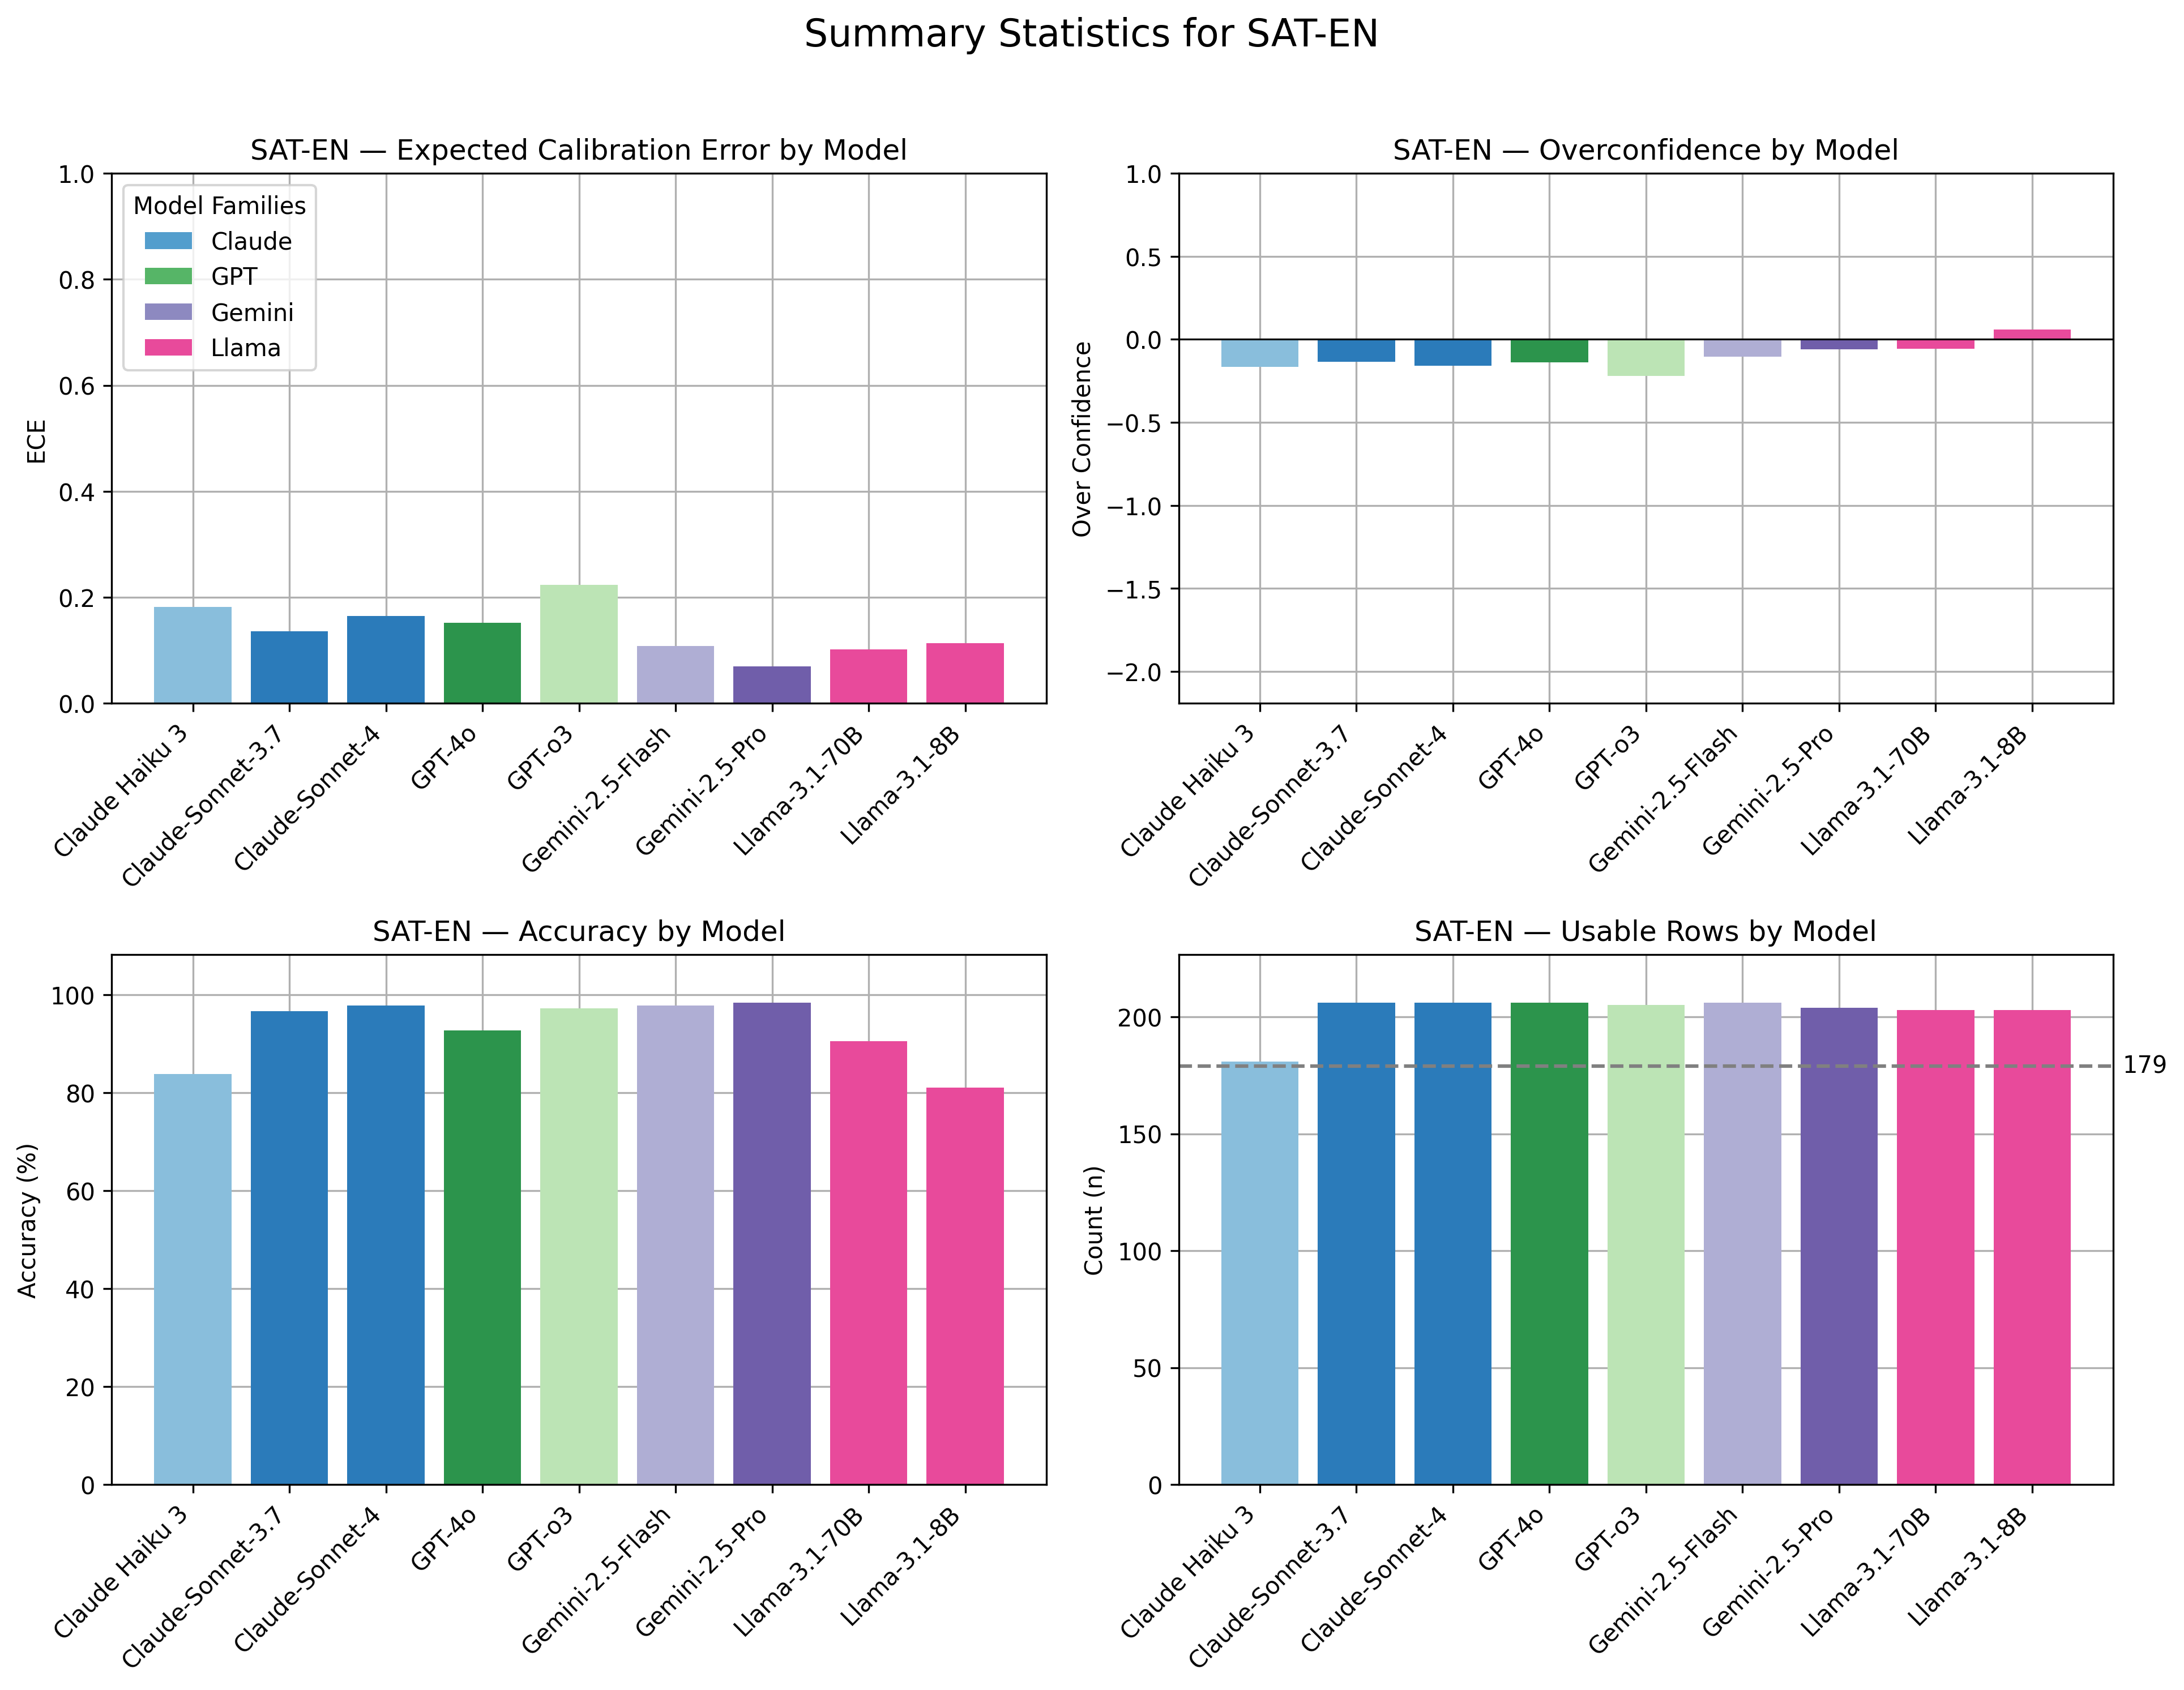 Summary Statistics for SAT-EN
SAT-EN — Expected Calibration Error by Model
1.0
0.8
0.6
0.4
0.2
0.0
ECE
Model Families
Claude
GPT
Gemini
Llama
Claude Haiku 3
Claude-Sonnet-3.7
Claude-Sonnet-4
GPT-4o
GPT-o3
Gemini-2.5-Flash
Gemini-2.5-Pro
Llama-3.1-70B
Llama-3.1-8B
SAT-EN — Overconfidence by Model
1.0
0.5
0.0
−0.5
−1.0
−1.5
−2.0
Over Confidence
Claude Haiku 3
Claude-Sonnet-3.7
Claude-Sonnet-4
GPT-4o
GPT-o3
Gemini-2.5-Flash
Gemini-2.5-Pro
Llama-3.1-70B
Llama-3.1-8B
SAT-EN — Accuracy by Model
100
80
60
40
20
0
Accuracy (%)
Claude Haiku 3
Claude-Sonnet-3.7
Claude-Sonnet-4
GPT-4o
GPT-o3
Gemini-2.5-Flash
Gemini-2.5-Pro
Llama-3.1-70B
Llama-3.1-8B
SAT-EN — Usable Rows by Model
200
150
100
50
0
Count (n)
179
Claude Haiku 3
Claude-Sonnet-3.7
Claude-Sonnet-4
GPT-4o
GPT-o3
Gemini-2.5-Flash
Gemini-2.5-Pro
Llama-3.1-70B
Llama-3.1-8B